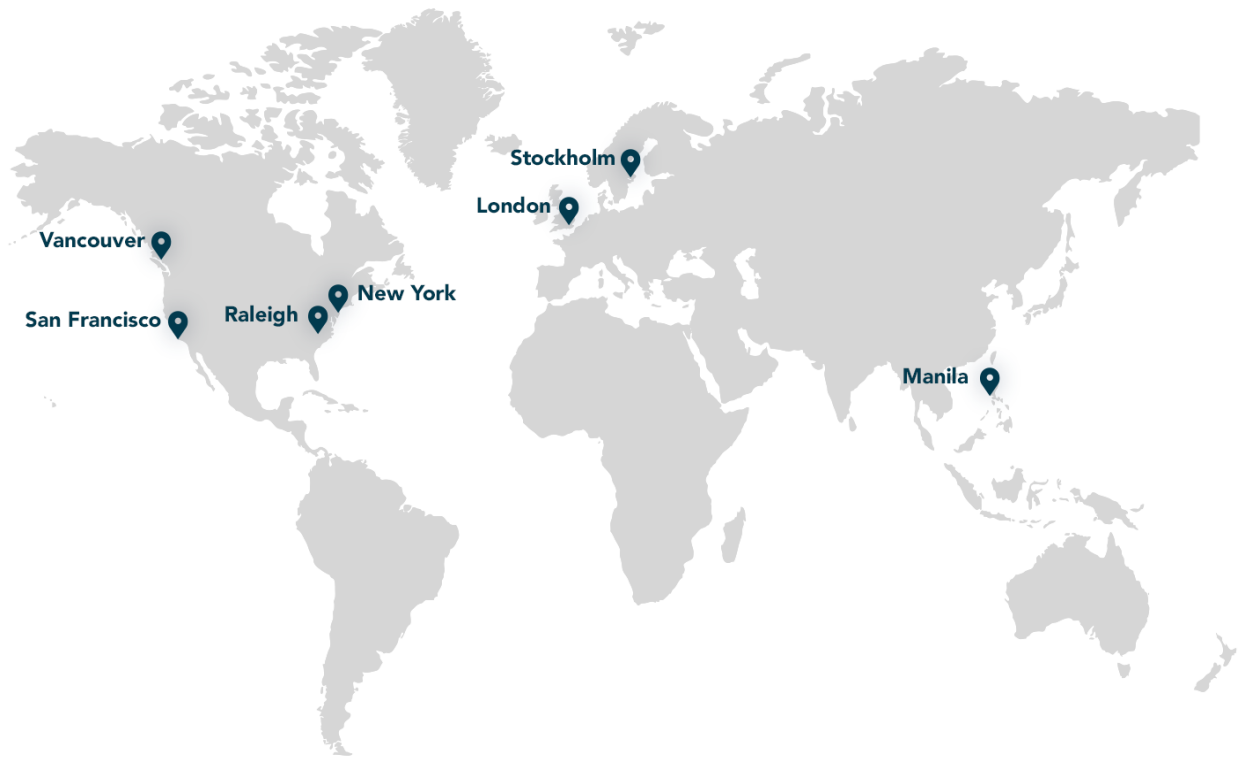 Stockholm
London
Vancouver
New York
Raleigh
San Francisco
Manila